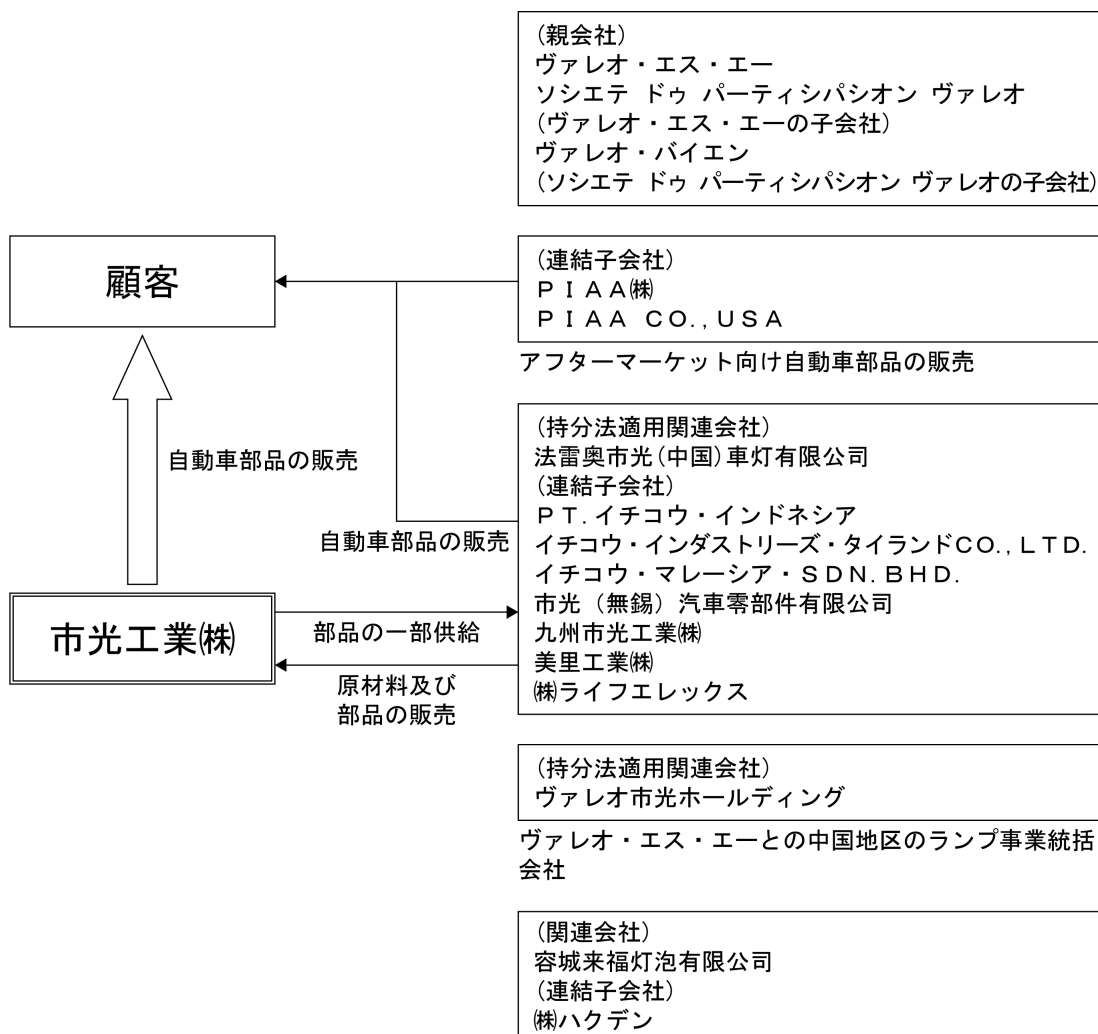 (親会社)
ヴァレオ・エス・エー
ソシエテ ドゥ パーティシパシオン ヴァレオ
(ヴァレオ・エス・エーの子会社)
ヴァレオ・バイエン
(ソシエテ ドゥ パーティシパシオン ヴァレオの子会社)
顧客
(連結子会社)
ＰＩＡＡ㈱
ＰＩＡＡ ＣＯ.,ＵＳＡ
アフターマーケット向け自動車部品の販売
自動車部品の販売
(持分法適用関連会社)
法雷奥市光(中国)車灯有限公司
(連結子会社)
ＰＴ.イチコウ・インドネシア
イチコウ・インダストリーズ・タイランドＣＯ.,ＬＴＤ.
イチコウ・マレーシア・ＳＤＮ.ＢＨＤ.
市光（無錫）汽車零部件有限公司
九州市光工業㈱
美里工業㈱
㈱ライフエレックス
自動車部品の販売
市光工業㈱
部品の一部供給
原材料及び
部品の販売
(持分法適用関連会社)
ヴァレオ市光ホールディング
ヴァレオ・エス・エーとの中国地区のランプ事業統括
会社
(関連会社)
容城来福灯泡有限公司
(連結子会社)
㈱ハクデン